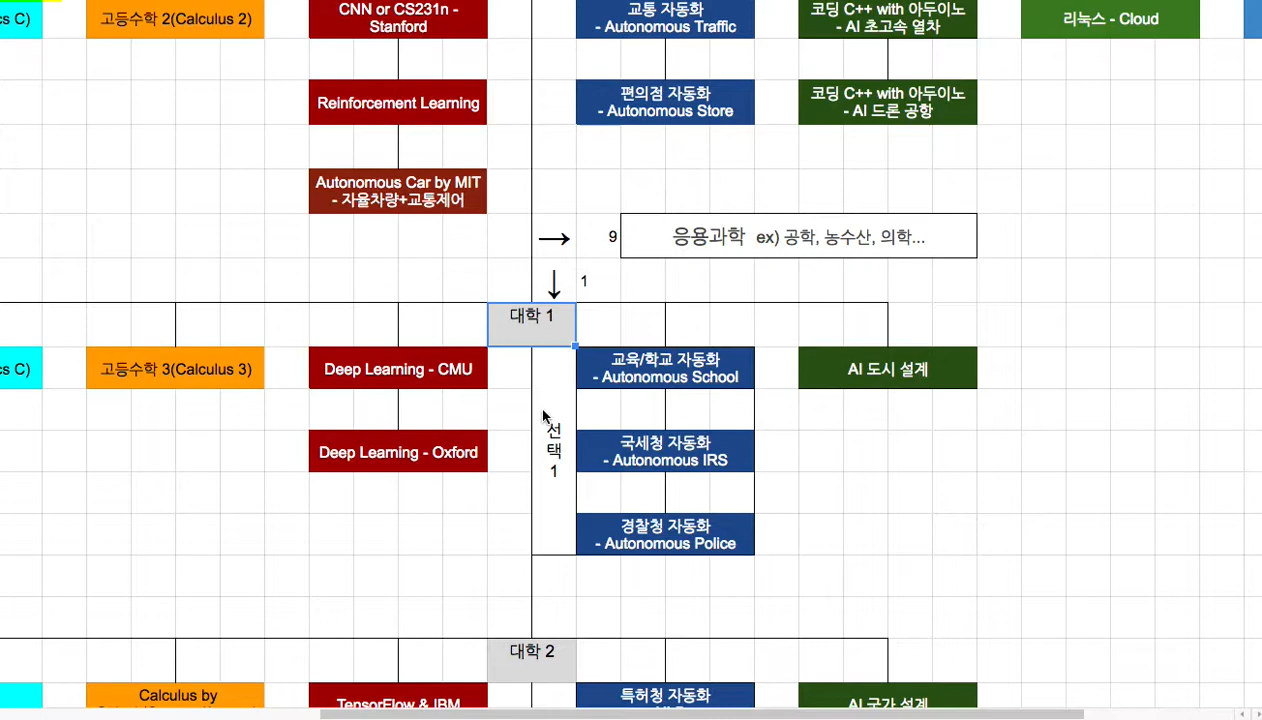 cs C)
고등수학 2(Calculus 2)
CNN or CS231n -
Stanford
교통 자동화
- Autonomous Traffic
코딩 C++ with 아두이노
- AI 초고속 열차
리눅스 - Cloud
Reinforcement Learning
편의점 자동화
- Autonomous Store
코딩 C++ with 아두이노
- AI 드론 공항
Autonomous Car by MIT
- 자율차량+교통제어
→
9
응용과학 ex) 공학, 농수산, 의학...
↓
1
대학 1
cs C)
고등수학 3(Calculus 3)
Deep Learning - CMU
교육/학교 자동화
- Autonomous School
AI 도시 설계
선
택
1
Deep Learning - Oxford
국세청 자동화
- Autonomous IRS
경찰청 자동화
- Autonomous Police
대학 2
Calculus by
TensorFlow & IBM
특허청 자동화
AI 국가 설계